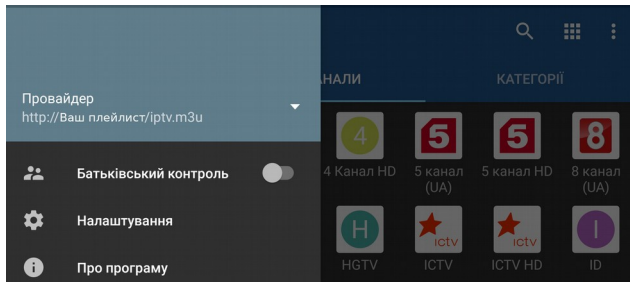 Провайдер
http://Ваш плейлист/iptv.m3u
Батьківський контроль
Налаштування
Про програму
НАЛИ
КАТЕГОРІЇ
4
5
5
8
4 Канал HD
5 канал (UA)
5 канал HD
8 канал (UA)
H
ictv
ictv
I
HGTV
ICTV
ICTV HD
ID